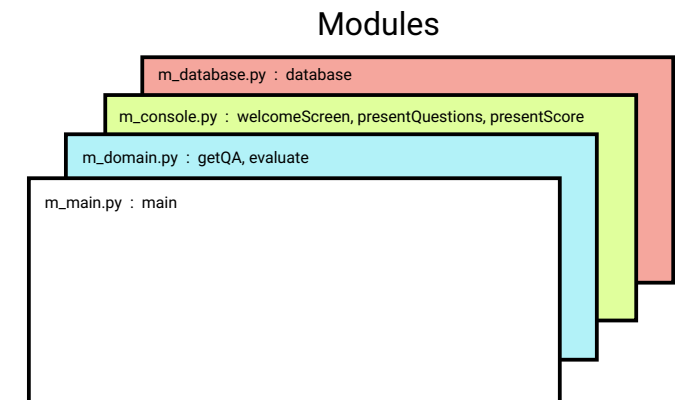 Modules
m_database.py : database
m_console.py : welcomeScreen, presentQuestions, presentScore
m_domain.py : getQA, evaluate
m_main.py : main